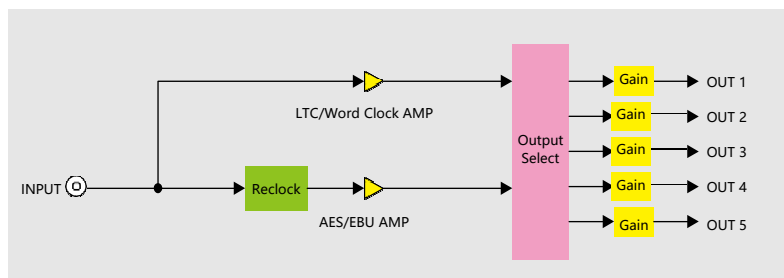 LTC/Word Clock AMP
INPUT
Reclock
AES/EBU AMP
Output
Select
Gain
OUT 1
Gain
OUT 2
Gain
OUT 3
Gain
OUT 4
Gain
OUT 5